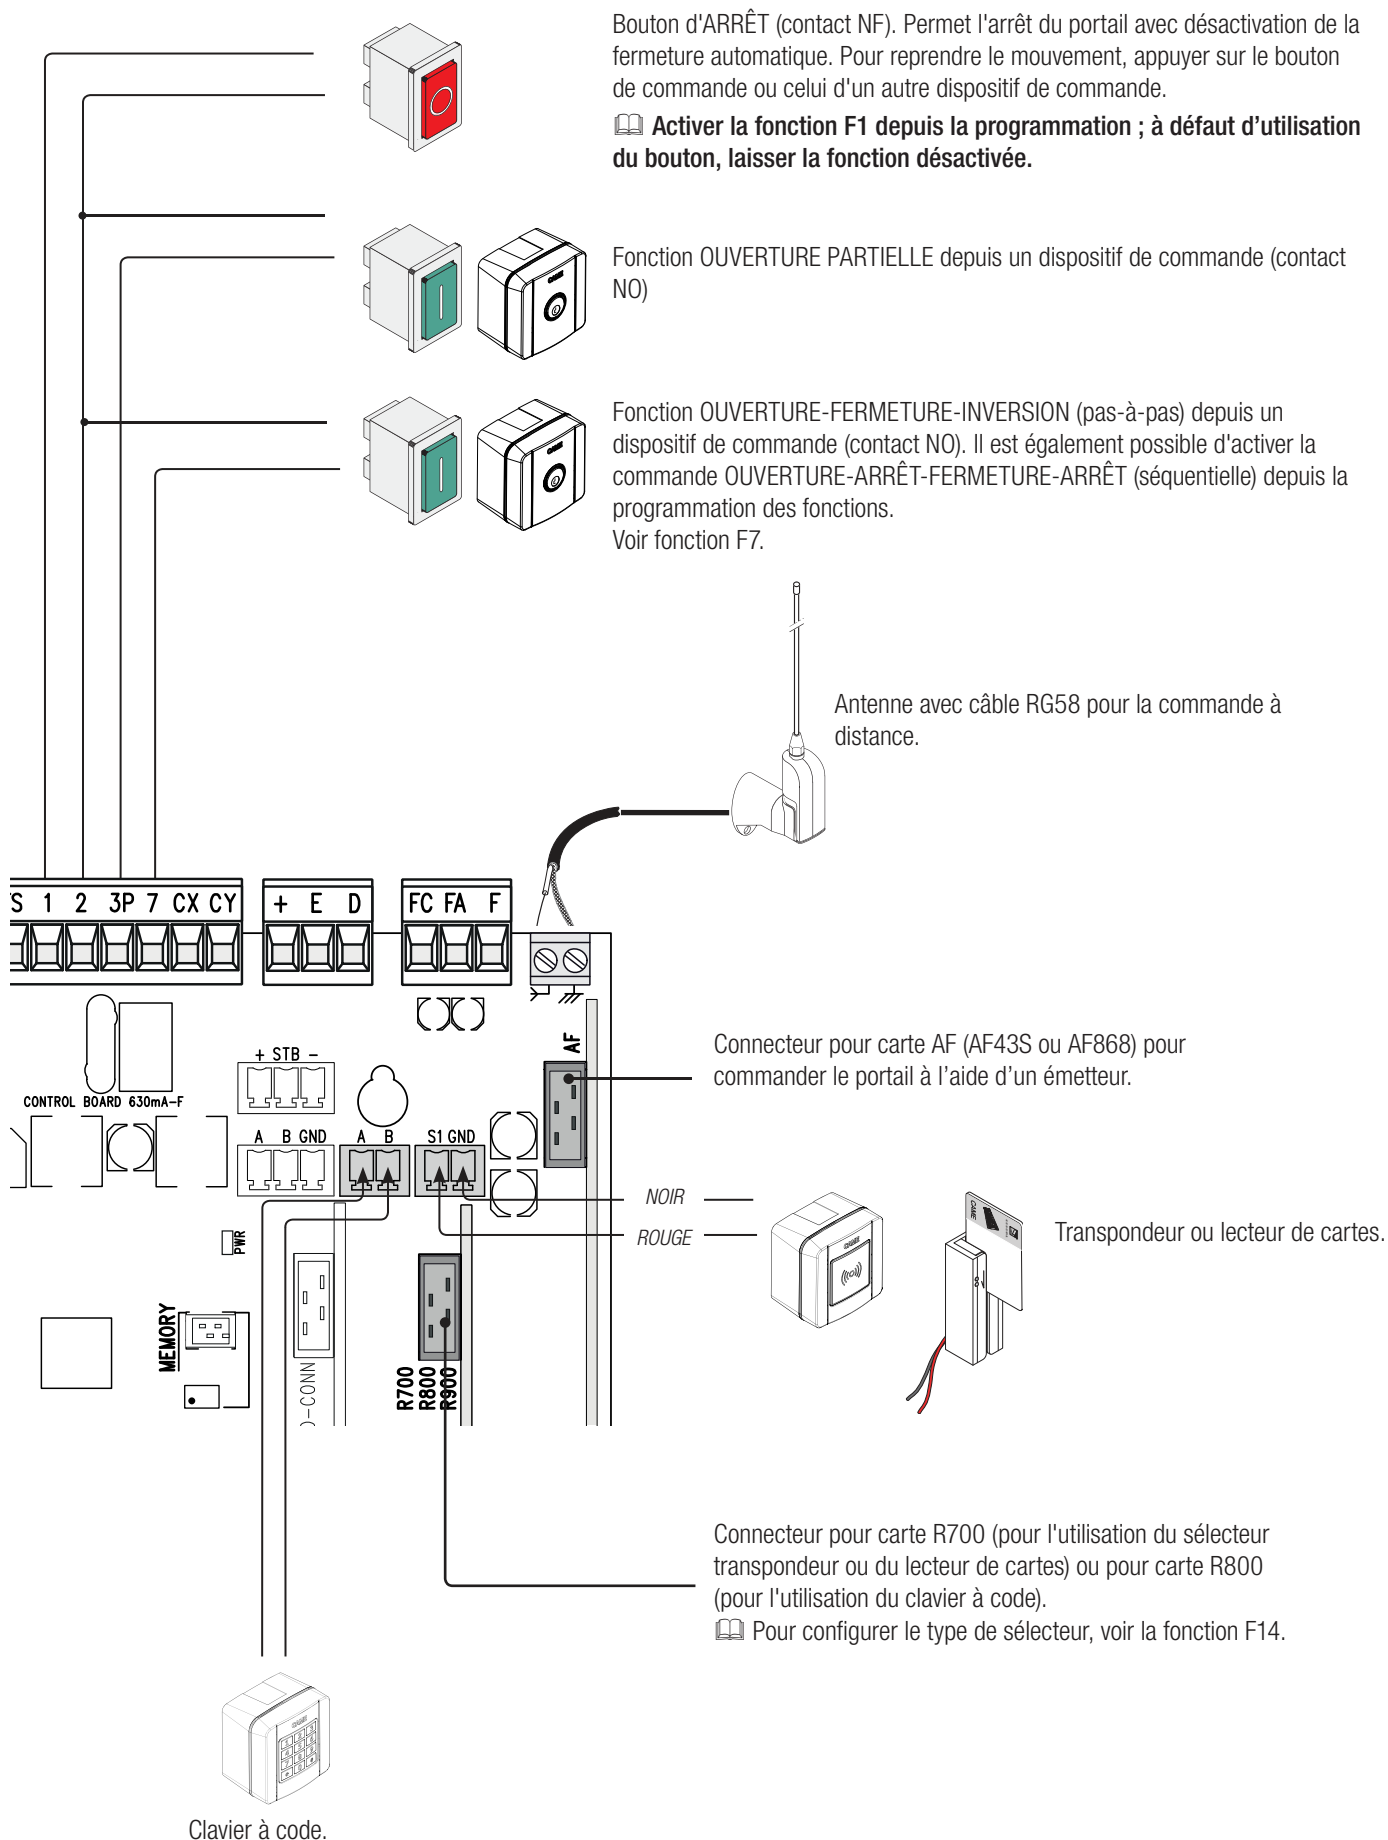 Bouton d'ARRÊT (contact NF). Permet l'arrêt du portail avec désactivation de la
fermeture automatique. Pour reprendre le mouvement, appuyer sur le bouton
de commande ou celui d'un autre dispositif de commande.
Activer la fonction F1 depuis la programmation ; à défaut d’utilisation
du bouton, laisser la fonction désactivée.
Fonction OUVERTURE PARTIELLE depuis un dispositif de commande (contact
NO)
Fonction OUVERTURE-FERMETURE-INVERSION (pas-à-pas) depuis un
dispositif de commande (contact NO). Il est également possible d'activer la
commande OUVERTURE-ARRÊT-FERMETURE-ARRÊT (séquentielle) depuis la
programmation des fonctions.
Voir fonction F7.
Antenne avec câble RG58 pour la commande à
distance.
S 1 2 3P 7 CX CY
+ E D
FC FA F
AF
Connecteur pour carte AF (AF43S ou AF868) pour
commander le portail à l’aide d’un émetteur.
+ STB -
CONTROL BOARD 630mA-F
A B GND
A B
S1 GND
NOIR
ROUGE
CAME
CAME
Transpondeur ou lecteur de cartes.
PWR
MEMORY
O-CONN
R700
R800
R900
Connecteur pour carte R700 (pour l'utilisation du sélecteur
transpondeur ou du lecteur de cartes) ou pour carte R800
(pour l'utilisation du clavier à code).
Pour configurer le type de sélecteur, voir la fonction F14.
Clavier à code.